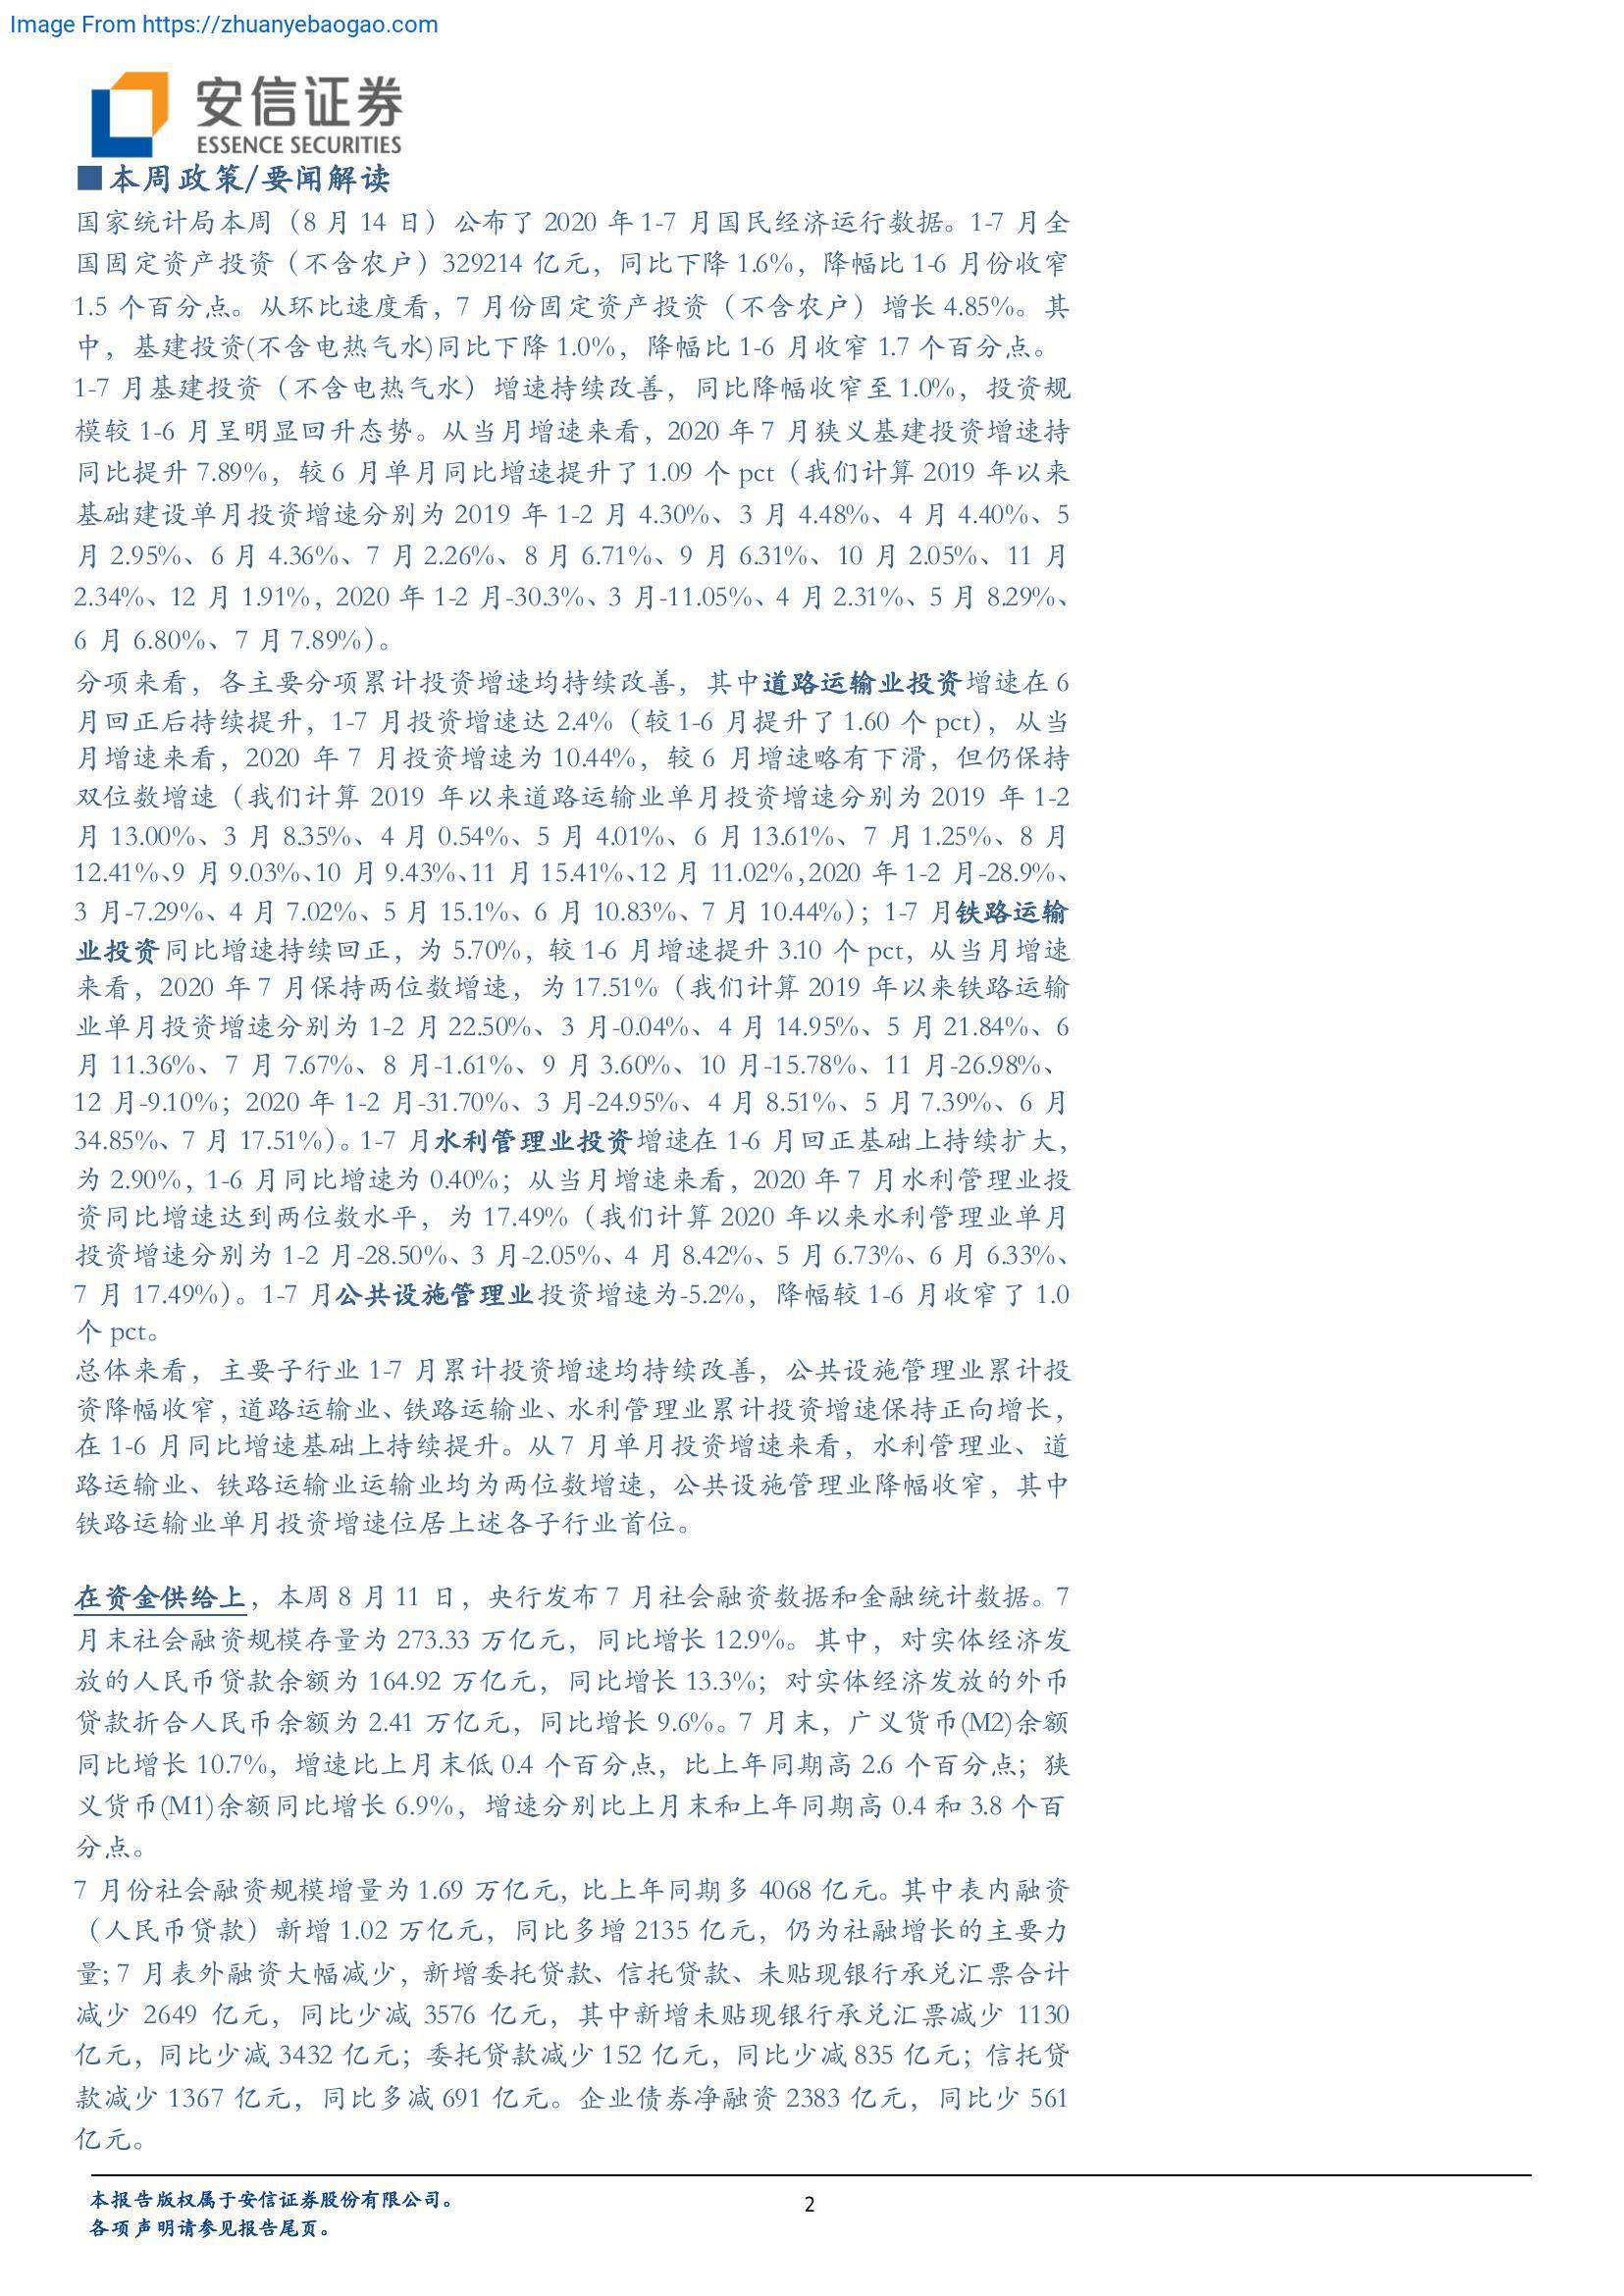 Image From https://zhuanyebaogao.com
安信证券
ESSENCE SECURITIES
■本周政策/要闻解读
国家统计局本周（8 月 14 日）公布了 2020 年 1-7 月国民经济运行数据。1-7 月全
国固定资产投资（不含农户）329214 亿元，同比下降 1.6%，降幅比 1-6 月份收窄
1.5 个百分点。从环比速度看，7 月份固定资产投资（不含农户）增长 4.85%。其
中，基建投资(不含电热气水)同比下降 1.0%，降幅比 1-6 月收窄 1.7 个百分点。
1-7 月基建投资（不含电热气水）增速持续改善，同比降幅收窄至 1.0%，投资规
模较 1-6 月呈明显回升态势。从当月增速来看，2020 年 7 月狭义基建投资增速持
同比提升 7.89%，较 6 月单月同比增速提升了 1.09 个 pct（我们计算 2019 年以来
基础建设单月投资增速分别为 2019 年 1-2 月 4.30%、3 月 4.48%、4 月 4.40%、5
月 2.95%、6 月 4.36%、7 月 2.26%、8 月 6.71%、9 月 6.31%、10 月 2.05%、11 月
2.34%、12 月 1.91%，2020 年 1-2 月-30.3%、3 月-11.05%、4 月 2.31%、5 月 8.29%、
6 月 6.80%、7 月 7.89%）。
分项来看，各主要分项累计投资增速均持续改善，其中道路运输业投资增速在 6
月回正后持续提升，1-7 月投资增速达 2.4%（较 1-6 月提升了 1.60 个 pct），从当
月增速来看，2020 年 7 月投资增速为 10.44%，较 6 月增速略有下滑，但仍保持
双位数增速（我们计算 2019 年以来道路运输业单月投资增速分别为 2019 年 1-2
月 13.00%、3 月 8.35%、4 月 0.54%、5 月 4.01%、6 月 13.61%、7 月 1.25%、8 月
12.41%、9 月 9.03%、10 月 9.43%、11 月 15.41%、12 月 11.02%，2020 年 1-2 月-28.9%、
3 月-7.29%、4 月 7.02%、5 月 15.1%、6 月 10.83%、7 月 10.44%）；1-7 月铁路运输
业投资同比增速持续回正，为 5.70%，较 1-6 月增速提升 3.10 个 pct，从当月增速
来看，2020 年 7 月保持两位数增速，为 17.51%（我们计算 2019 年以来铁路运输
业单月投资增速分别为 1-2 月 22.50%、3 月-0.04%、4 月 14.95%、5 月 21.84%、6
月 11.36%、7 月 7.67%、8 月-1.61%、9 月 3.60%、10 月-15.78%、11 月-26.98%、
12 月-9.10%；2020 年 1-2 月-31.70%、3 月-24.95%、4 月 8.51%、5 月 7.39%、6 月
34.85%、7 月 17.51%）。1-7 月水利管理业投资增速在 1-6 月回正基础上持续扩大，
为 2.90%，1-6 月同比增速为 0.40%；从当月增速来看，2020 年 7 月水利管理业投
资同比增速达到两位数水平，为 17.49%（我们计算 2020 年以来水利管理业单月
投资增速分别为 1-2 月-28.50%、3 月-2.05%、4 月 8.42%、5 月 6.73%、6 月 6.33%、
7 月 17.49%）。1-7 月公共设施管理业投资增速为-5.2%，降幅较 1-6 月收窄了 1.0
个 pct。
总体来看，主要子行业 1-7 月累计投资增速均持续改善，公共设施管理业累计投
资降幅收窄，道路运输业、铁路运输业、水利管理业累计投资增速保持正向增长，
在 1-6 月同比增速基础上持续提升。从 7 月单月投资增速来看，水利管理业、道
路运输业、铁路运输业运输业均为两位数增速，公共设施管理业降幅收窄，其中
铁路运输业单月投资增速位居上述各子行业首位。
在资金供给上，本周 8 月 11 日，央行发布 7 月社会融资数据和金融统计数据。7
月末社会融资规模存量为 273.33 万亿元，同比增长 12.9%。其中，对实体经济发
放的人民币贷款余额为 164.92 万亿元，同比增长 13.3%；对实体经济发放的外币
贷款折合人民币余额为 2.41 万亿元，同比增长 9.6%。7 月末，广义货币(M2)余额
同比增长 10.7%，增速比上月末低 0.4 个百分点，比上年同期高 2.6 个百分点；狭
义货币(M1)余额同比增长 6.9%，增速分别比上月末和上年同期高 0.4 和 3.8 个百
分点。
7 月份社会融资规模增量为 1.69 万亿元，比上年同期多 4068 亿元。其中表内融资
（人民币贷款）新增 1.02 万亿元，同比多增 2135 亿元，仍为社融增长的主要力
量；7 月表外融资大幅减少，新增委托贷款、信托贷款、未贴现银行承兑汇票合计
减少 2649 亿元，同比少减 3576 亿元，其中新增未贴现银行承兑汇票减少 1130
亿元，同比少减 3432 亿元；委托贷款减少 152 亿元，同比少减 835 亿元；信托贷
款减少 1367 亿元，同比多减 691 亿元。企业债券净融资 2383 亿元，同比少 561
亿元。
本报告版权属于安信证券股份有限公司。
2
各项声明请参见报告尾页。